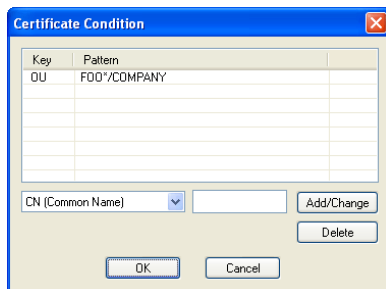 Certificate Condition
Key Pattern
OU FOO*/COMPANY
CN (Common Name) Add/Change
Delete
OK Cancel